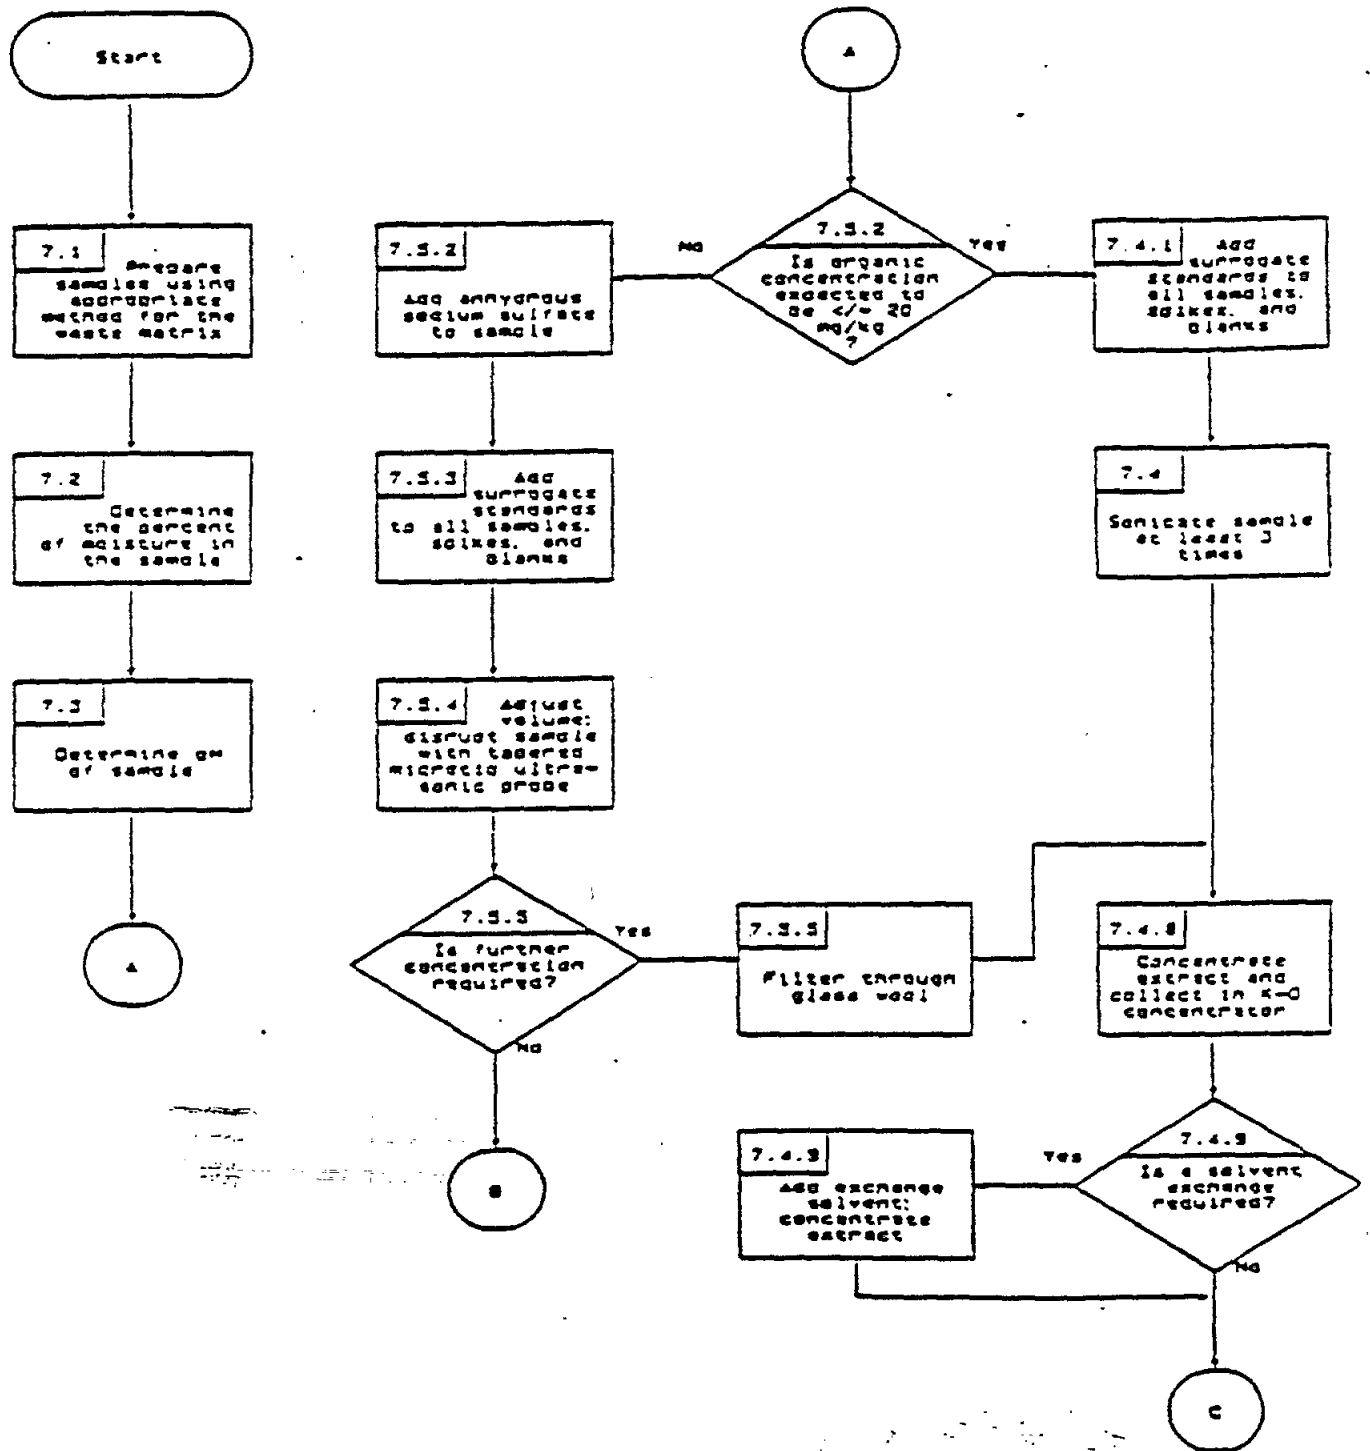 Start
7.1
Prepare
samples using
appropriate
method for the
waste matrix
7.2
Determine
the percent
of moisture in
the sample
7.3
Determine pH
of sample
A
A
7.5.2
Is organic
concentration
expected to
be </= 20
mg/kg
?
No
Yes
7.5.2
Add anhydrous
sodium sulfate
to sample
7.5.3
Add
surrogate
standards
to all samples,
spikes, and
blanks
7.5.4
Adjust
volume;
disrupt sample
with tapered
microtip ultra-
sonic probe
7.5.5
Is further
concentration
required?
Yes
No
B
7.5.5
Filter through
glass wool
7.4.1
Add
surrogate
standards to
all samples,
spikes, and
blanks
7.4
Sonicate sample
at least 3
times
7.4.8
Concentrate
extract and
collect in K-D
concentrator
7.4.9
Is a solvent
exchange
required?
Yes
No
7.4.9
Add exchange
solvent;
concentrate
extract
C